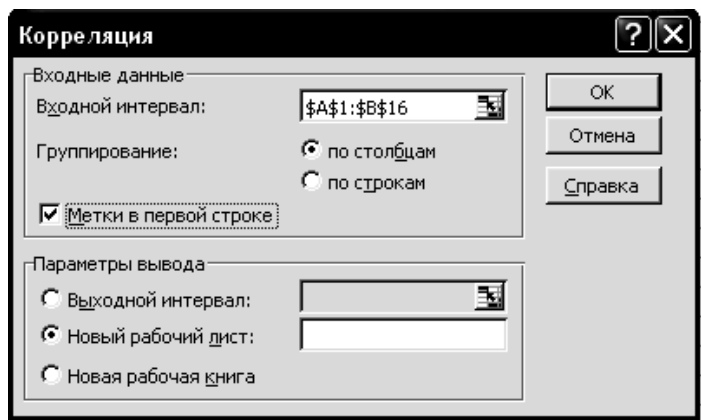 Корреляция
Входные данные
Входной интервал: $A$1:$B$16
Группирование: по столбцам
по строкам
Метки в первой строке
ОК
Отмена
Справка
Параметры вывода
Выходной интервал:
Новый рабочий лист:
Новая рабочая книга